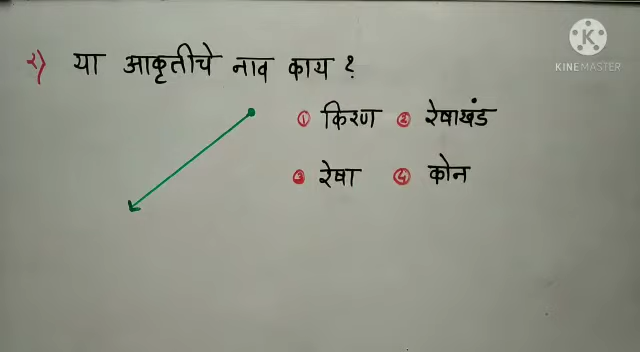 २) या आकृतीचे नाव काय ?
① किरण ② रेषाखंड
③ रेषा ④ कोन
KINEMASTER